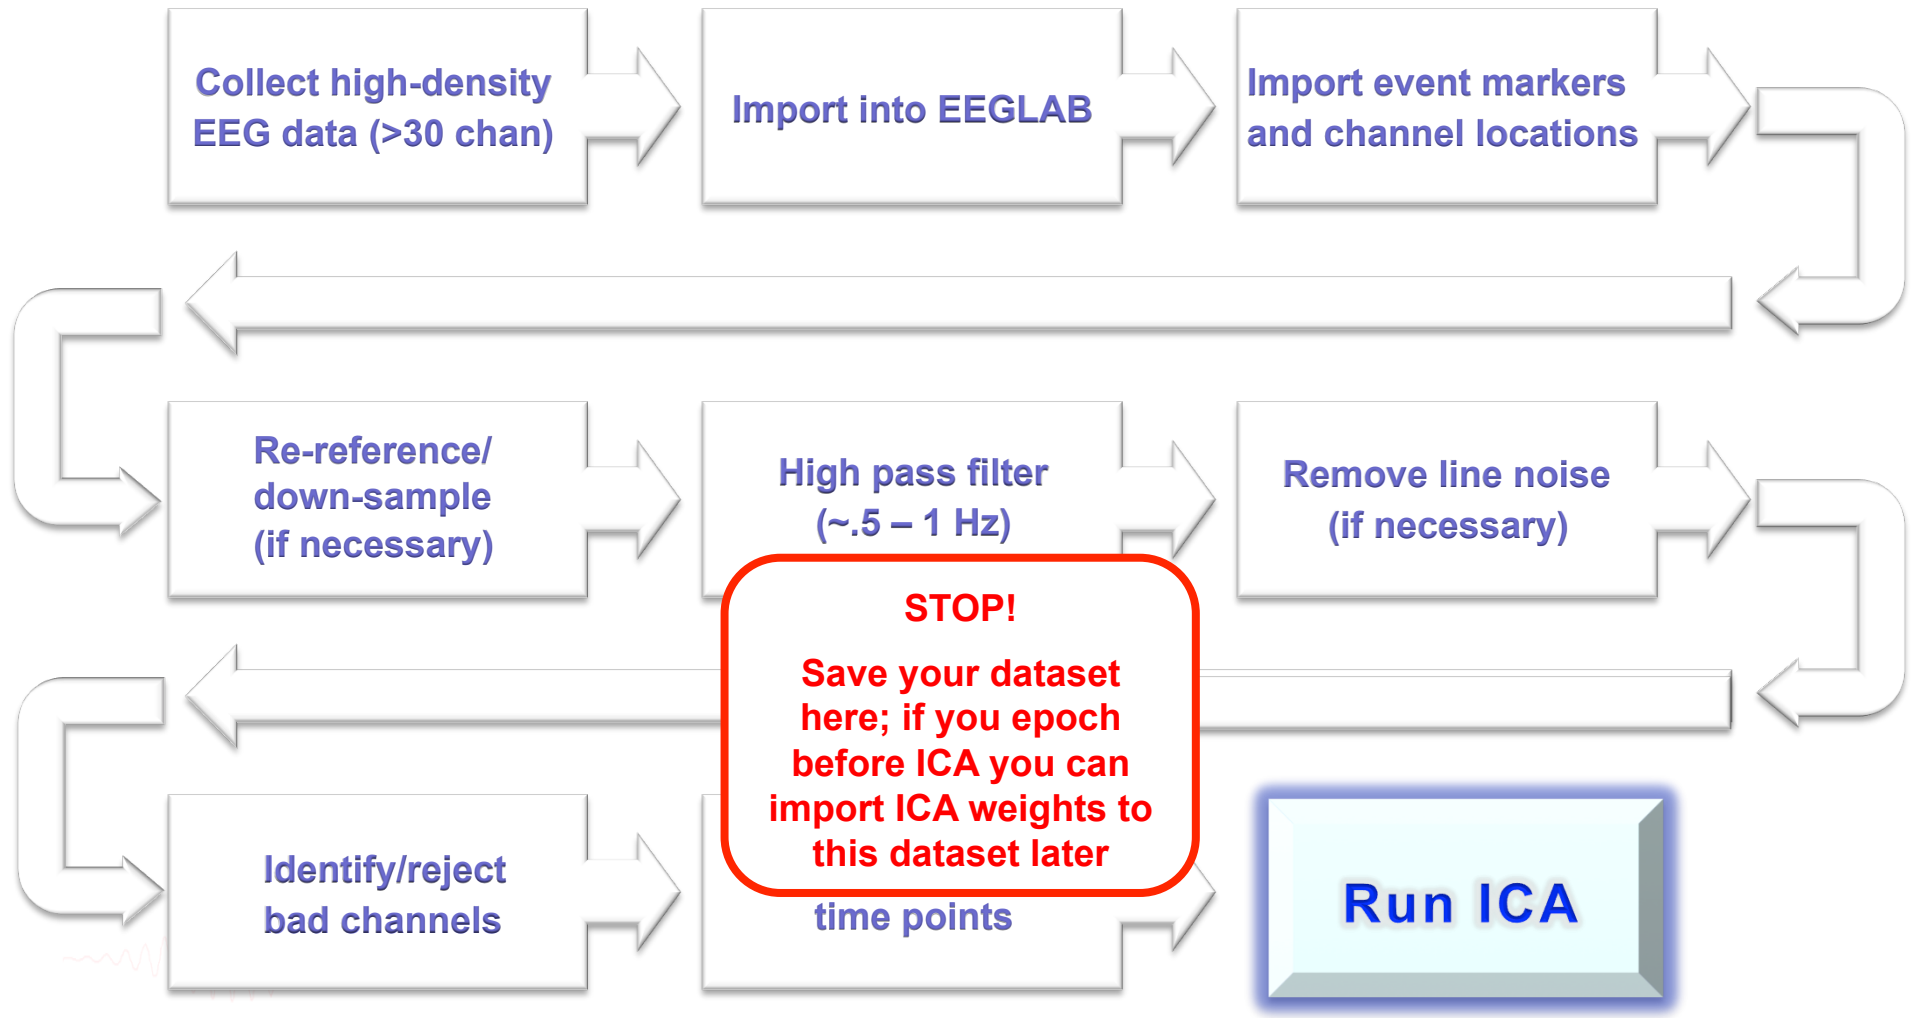 Collect high-density
EEG data (>30 chan)
Import into EEGLAB
Import event markers
and channel locations
Re-reference/
down-sample
(if necessary)
High pass filter
(~.5 – 1 Hz)
Remove line noise
(if necessary)
STOP!
Save your dataset
here; if you epoch
before ICA you can
import ICA weights to
this dataset later
Identify/reject
bad channels
time points
Run ICA